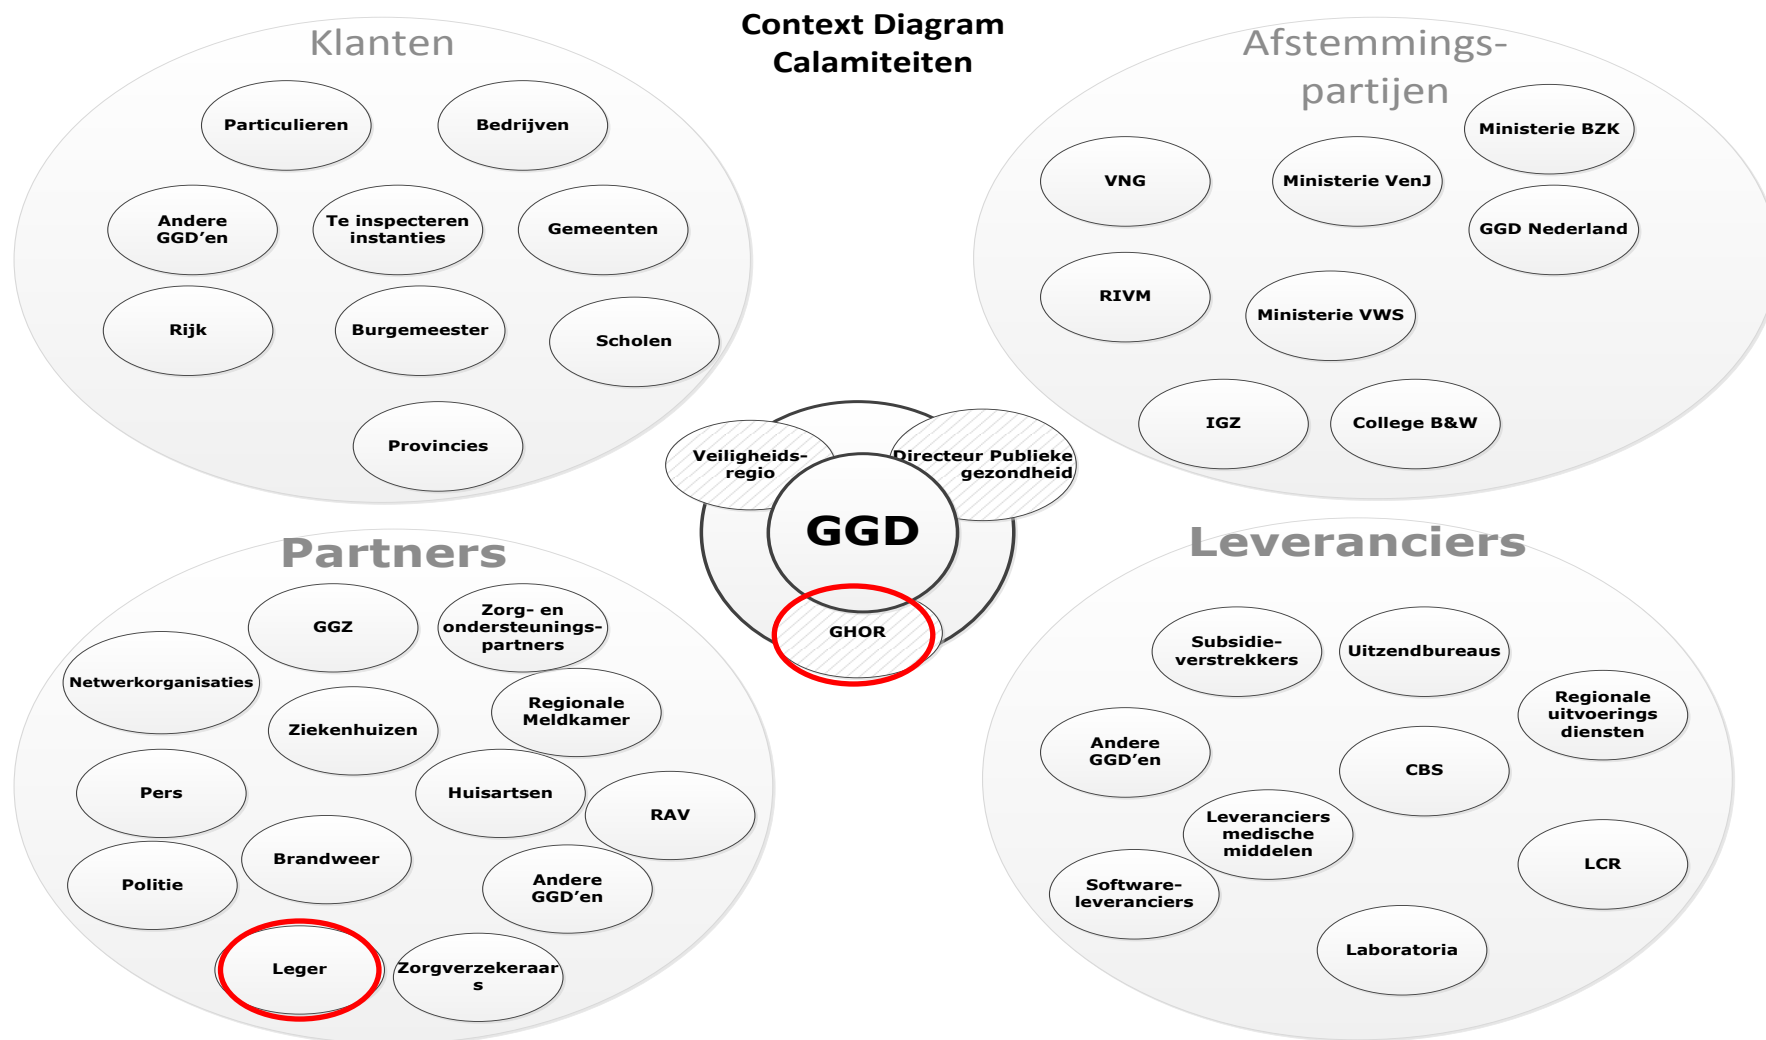 Context Diagram
Calamiteiten
Klanten
Particulieren
Bedrijven
Andere
GGD’en
Te inspecteren
instanties
Gemeenten
Rijk
Burgemeester
Scholen
Provincies
Afstemmings-
partijen
Ministerie BZK
VNG
Ministerie VenJ
GGD Nederland
RIVM
Ministerie VWS
IGZ
College B&W
Veiligheids-
regio
Directeur Publieke
gezondheid
GGD
GHOR
Partners
GGZ
Zorg- en
ondersteunings-
partners
Netwerkorganisaties
Ziekenhuizen
Regionale
Meldkamer
Pers
Huisartsen
RAV
Brandweer
Politie
Andere
GGD’en
Leger
Zorgverzekeraar
s
Leveranciers
Subsidie-
verstrekkers
Uitzendbureaus
Regionale
uitvoerings
diensten
Andere
GGD’en
CBS
Leveranciers
medische
middelen
LCR
Software-
leveranciers
Laboratoria